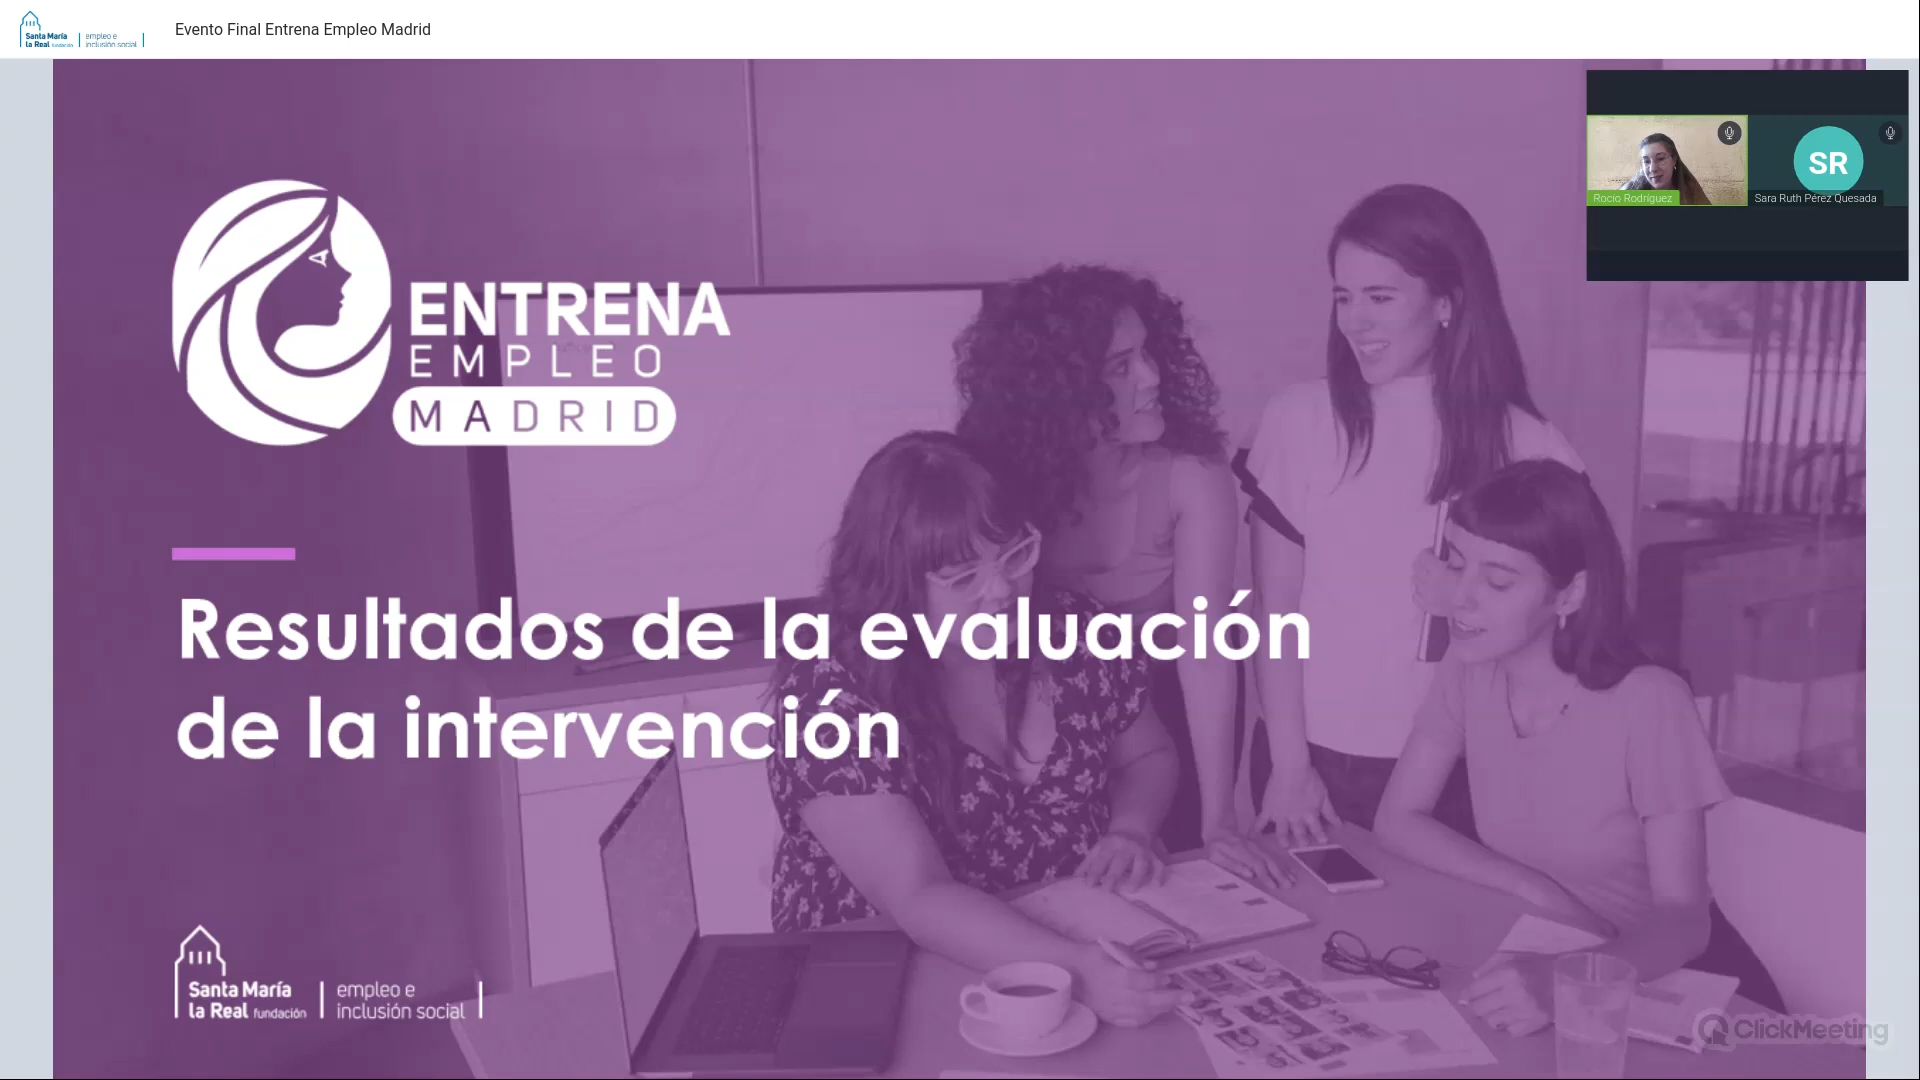 Santa María
la Real fundación
empleo e
inclusión social
Evento Final Entrena Empleo Madrid
Rocío Rodríguez
SR
Sara Ruth Pérez Quesada
ENTRENA
EMPLEO
MADRID
Resultados de la evaluación
de la intervención
Santa María
la Real fundación
empleo e
inclusión social
ClickMeeting